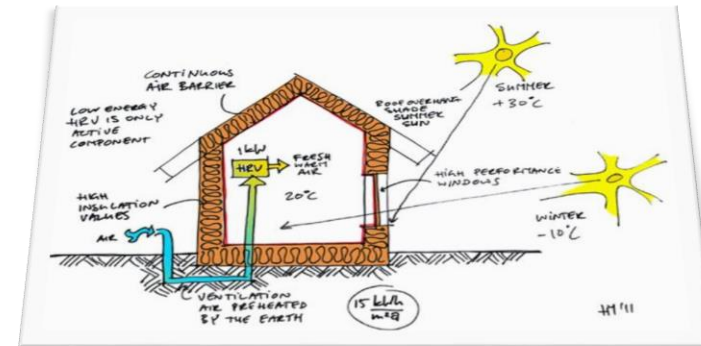 CONTINUOUS
AIR BARRIER
LOW ENERGY
HRV IS ONLY
ACTIVE
COMPONENT
ROOF OVERHANG
SHADE
SUMMER
SUN
SUMMER
+30°C
1kW
HRV
FRESH
WARM
AIR
20°C
HIGH PERFORMANCE
WINDOWS
HIGH
INSULATION
VALUES
AIR
WINTER
-10°C
VENTILATION
AIR PREHEATED
BY THE EARTH
15 kWh
m²a
HM '11